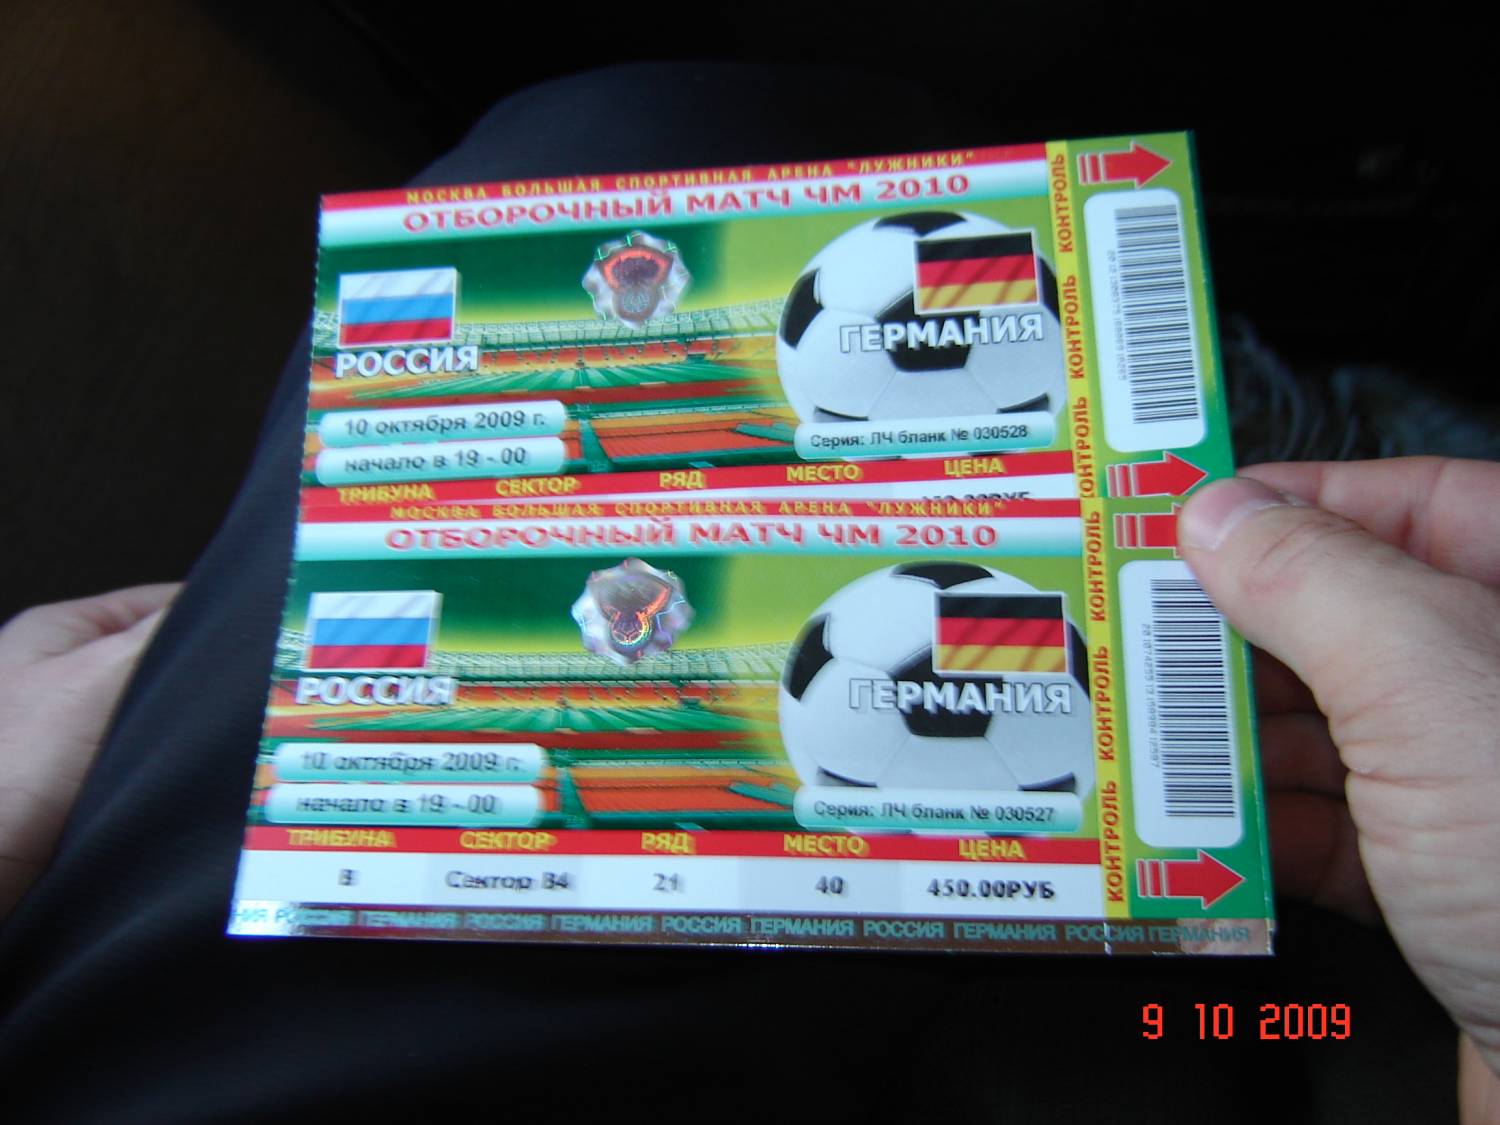 МОСКВА БОЛЬШАЯ СПОРТИВНАЯ АРЕНА "ЛУЖНИКИ"
ОТБОРОЧНЫЙ МАТЧ ЧМ 2010
РОССИЯ
ГЕРМАНИЯ
10 октября 2009 г.
начало в 19 - 00
Серия: ЛЧ бланк № 030528
ТРИБУНА СЕКТОР РЯД МЕСТО ЦЕНА
КОНТРОЛЬ КОНТРОЛЬ КОНТРОЛЬ
МОСКВА БОЛЬШАЯ СПОРТИВНАЯ АРЕНА "ЛУЖНИКИ"
ОТБОРОЧНЫЙ МАТЧ ЧМ 2010
РОССИЯ
ГЕРМАНИЯ
10 октября 2009 г.
начало в 19 - 00
Серия: ЛЧ бланк № 030527
ТРИБУНА СЕКТОР РЯД МЕСТО ЦЕНА
B Сектор B4 21 40 450.00РУБ
НИЯ РОССИЯ ГЕРМАНИЯ РОССИЯ ГЕРМАНИЯ РОССИЯ ГЕРМАНИЯ РОССИЯ ГЕРМАНИЯ РОССИЯ ГЕРМАНИЯ
КОНТРОЛЬ КОНТРОЛЬ КОНТРОЛЬ
9 10 2009